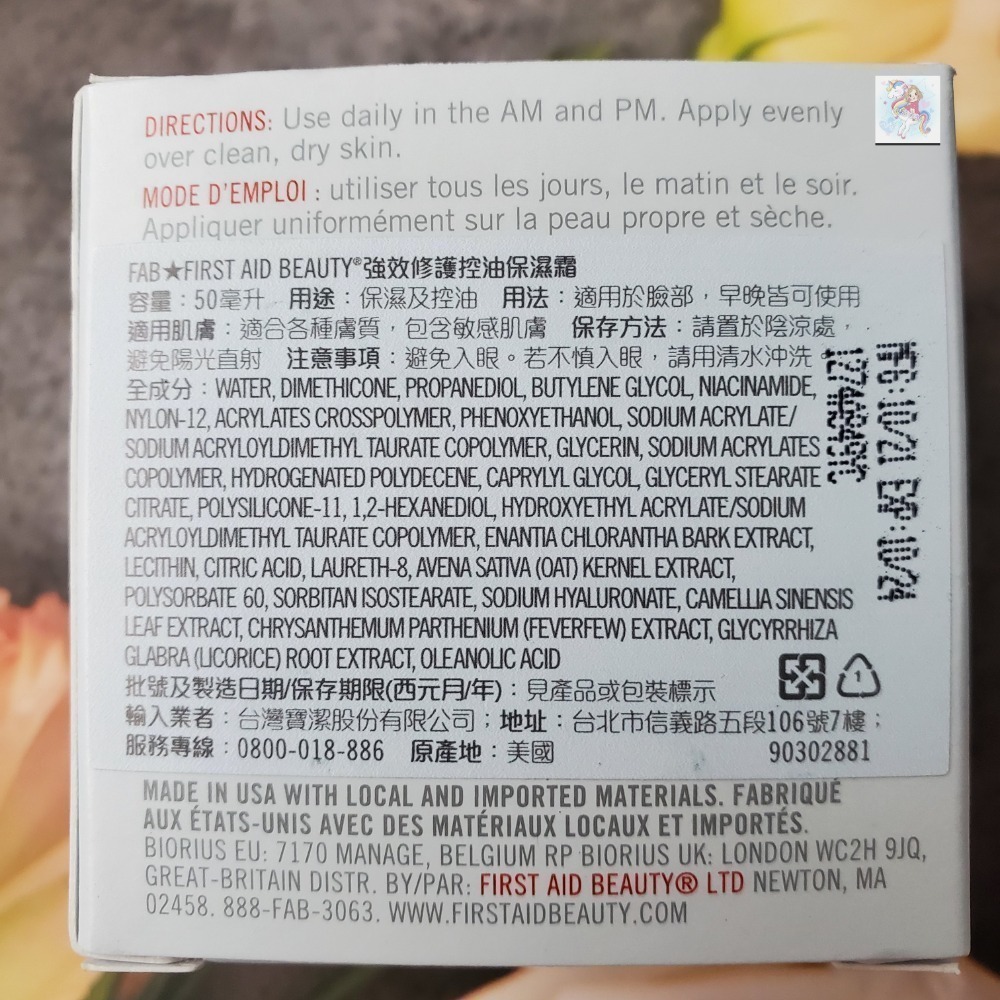 DIRECTIONS: Use daily in the AM and PM. Apply evenly
over clean, dry skin.
MODE D'EMPLOI : utiliser tous les jours, le matin et le soir.
Appliquer uniformément sur la peau propre et sèche.
FAB★FIRST AID BEAUTY®強效修護控油保濕霜
容量：50毫升 用途：保濕及控油 用法：適用於臉部，早晚皆可使用
適用肌膚：適合各種膚質，包含敏感肌膚 保存方法：請置於陰涼處，
避免陽光直射 注意事項：避免入眼。若不慎入眼，請用清水沖洗。
全成分：WATER, DIMETHICONE, PROPANEDIOL, BUTYLENE GLYCOL, NIACINAMIDE,
NYLON-12, ACRYLATES CROSSPOLYMER, PHENOXYETHANOL, SODIUM ACRYLATE/
SODIUM ACRYLOYLDIMETHYL TAURATE COPOLYMER, GLYCERIN, SODIUM ACRYLATES
COPOLYMER, HYDROGENATED POLYDECENE, CAPRYLYL GLYCOL, GLYCERYL STEARATE
CITRATE, POLYSILICONE-11, 1,2-HEXANEDIOL, HYDROXYETHYL ACRYLATE/SODIUM
ACRYLOYLDIMETHYL TAURATE COPOLYMER, ENANTIA CHLORANTHA BARK EXTRACT,
LECITHIN, CITRIC ACID, LAURETH-8, AVENA SATIVA (OAT) KERNEL EXTRACT,
POLYSORBATE 60, SORBITAN ISOSTEARATE, SODIUM HYALURONATE, CAMELLIA SINENSIS
LEAF EXTRACT, CHRYSANTHEMUM PARTHENIUM (FEVERFEW) EXTRACT, GLYCYRRHIZA
GLABRA (LICORICE) ROOT EXTRACT, OLEANOLIC ACID
批號及製造日期/保存期限(西元月/年)：見產品或包裝標示
輸入業者：台灣寶潔股份有限公司；地址：台北市信義路五段106號7樓；
服務專線：0800-018-886 原產地：美國 90302881
MFG:10/21 EXP:10/24
MADE IN USA WITH LOCAL AND IMPORTED MATERIALS. FABRIQUÉ
AUX ÉTATS-UNIS AVEC DES MATÉRIAUX LOCAUX ET IMPORTÉS.
BIORIUS EU: 7170 MANAGE, BELGIUM RP BIORIUS UK: LONDON WC2H 9JQ,
GREAT-BRITAIN DISTR. BY/PAR: FIRST AID BEAUTY® LTD NEWTON, MA
02458. 888-FAB-3063. WWW.FIRSTAIDBEAUTY.COM